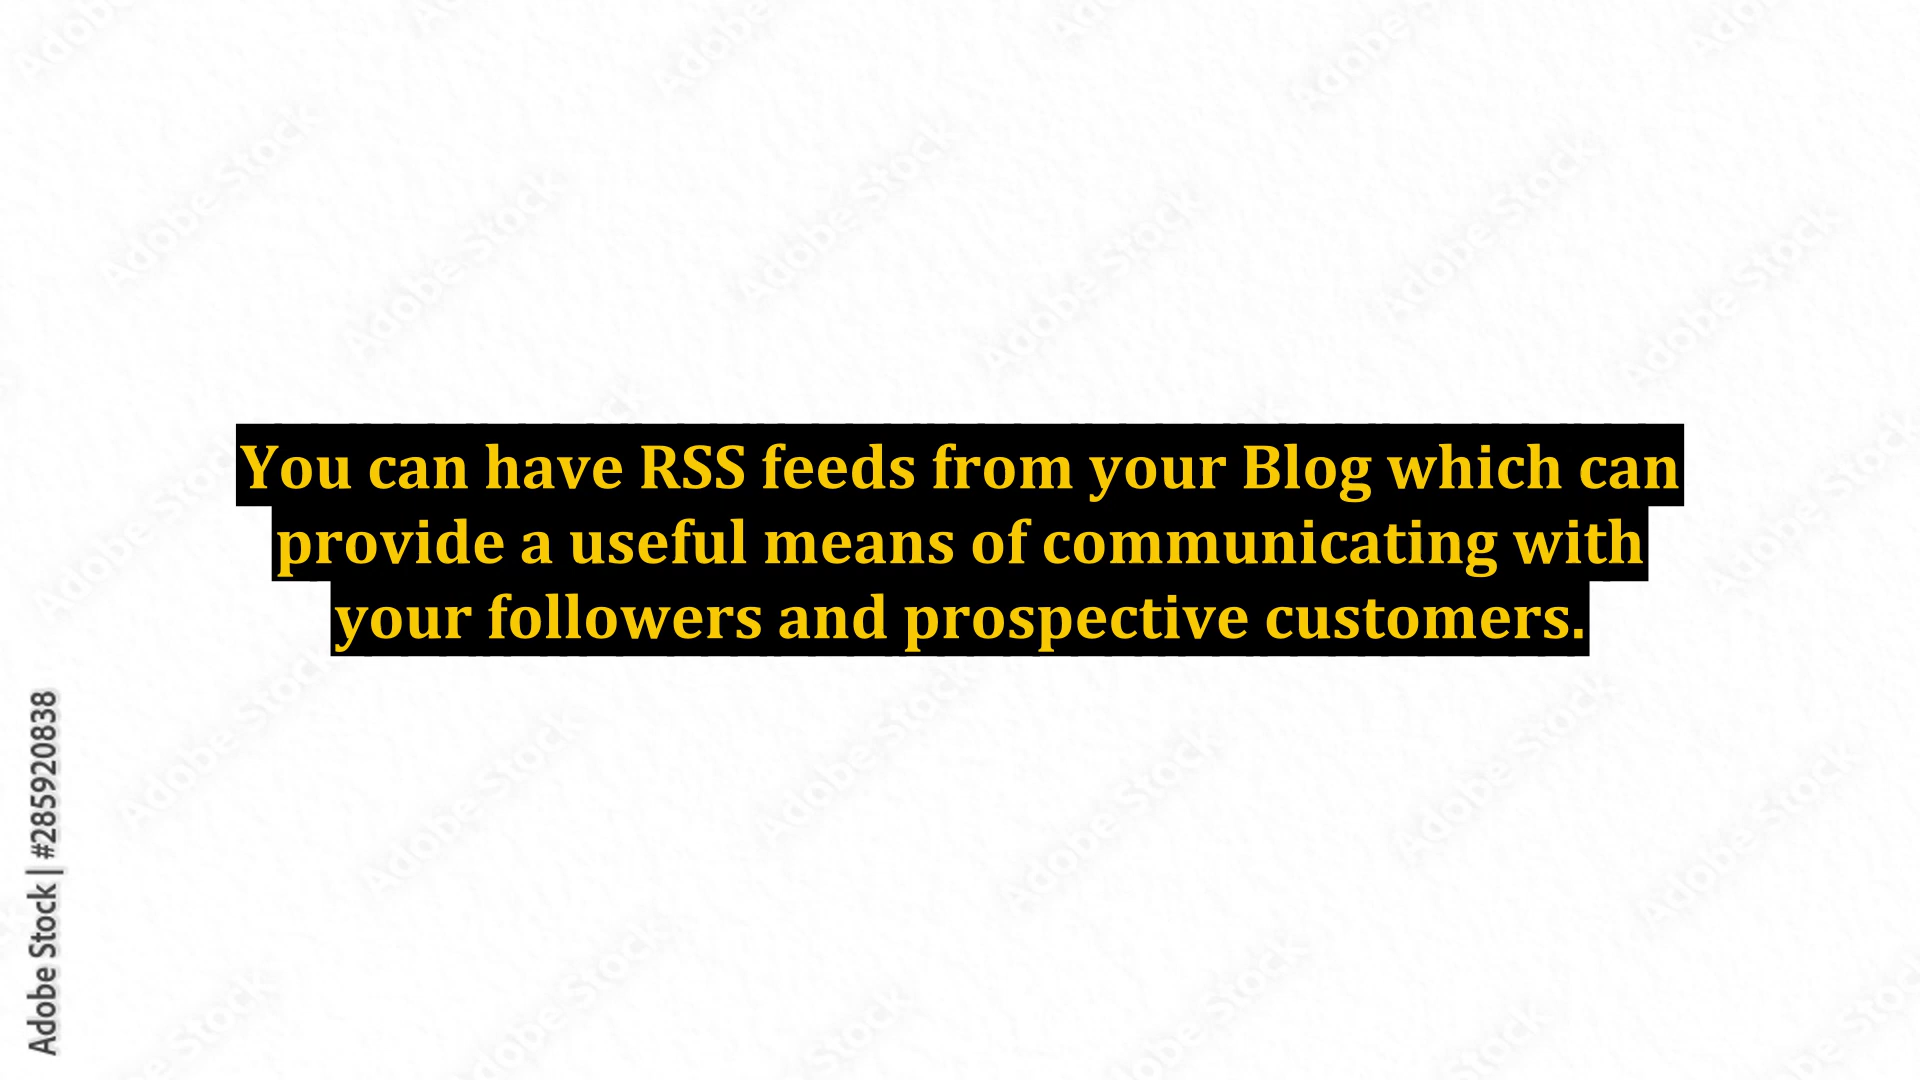 You can have RSS feeds from your Blog which can
provide a useful means of communicating with
your followers and prospective customers.
Adobe Stock | #285920838